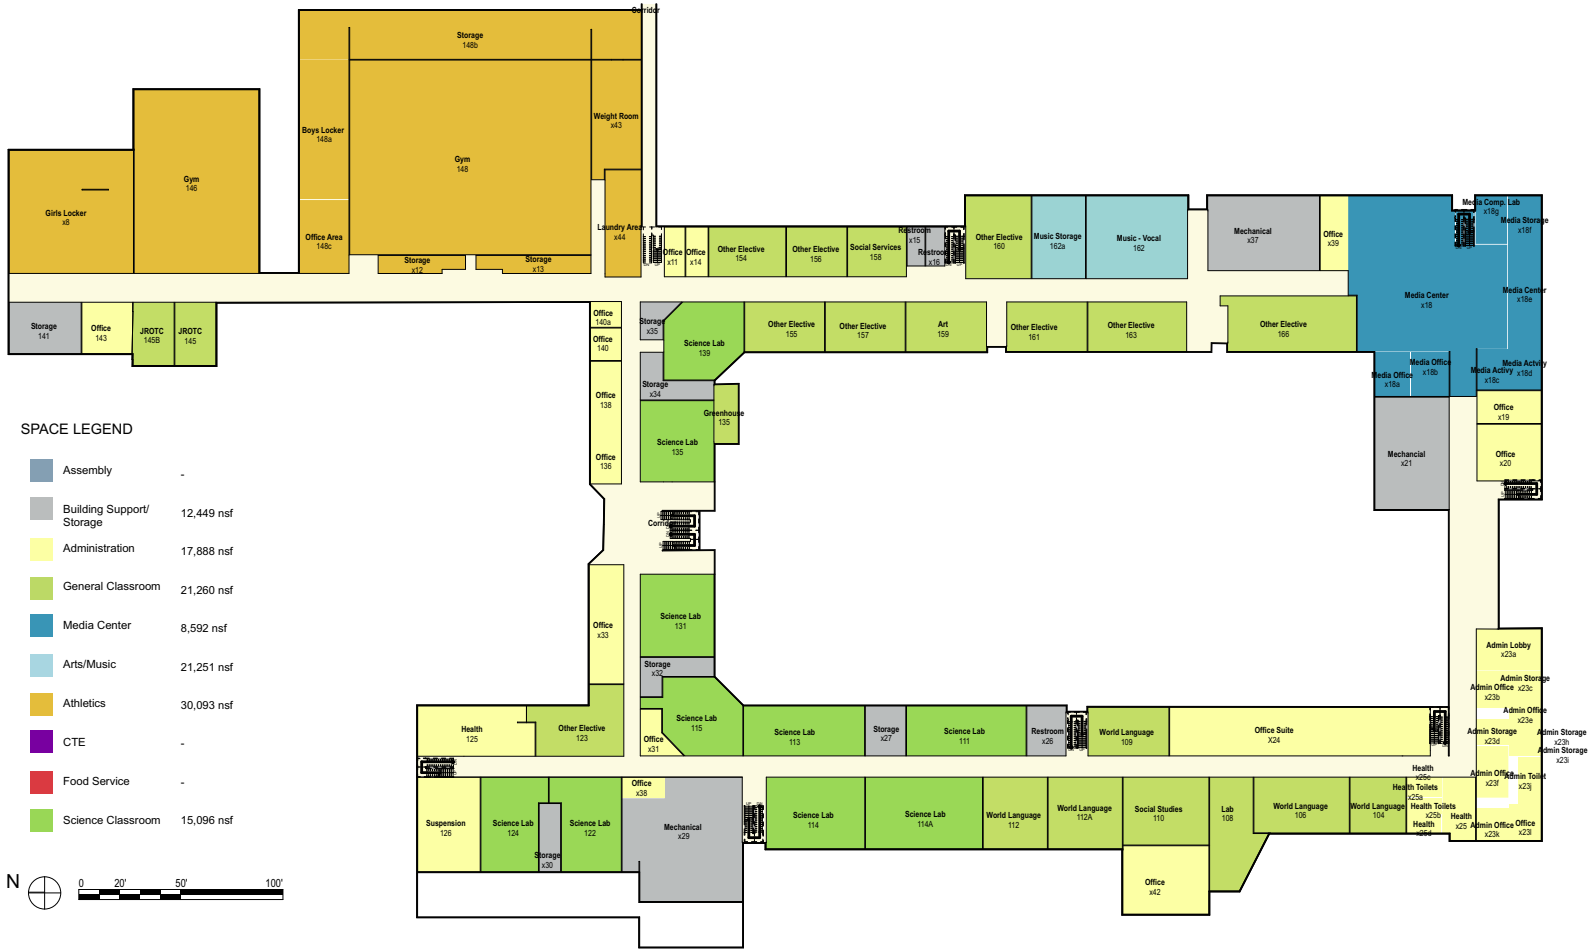 Corridor
Storage
148b
Boys Locker
148a
Weight Room
x43
Gym
148
Gym
146
Girls Locker
x8
Office Area
148c
Storage
x12
Storage
x13
Laundry Area
x44
Office
x11
Office
x14
Other Elective
154
Other Elective
156
Social Services
158
Restroom
x15
Restroom
x16
Other Elective
160
Music Storage
162a
Music - Vocal
162
Mechanical
x37
Office
x39
Media Comp. Lab
x18g
Media Storage
x18f
Media Center
x18
Media Center
x18e
Storage
141
Office
143
JROTC
145B
JROTC
145
Office
140a
Office
140
Storage
x35
Science Lab
139
Other Elective
155
Other Elective
157
Art
159
Other Elective
161
Other Elective
163
Other Elective
166
Media Office
x18a
Media Office
x18b
Media Activy
x18c
Media Actvity
x18d
Office
138
Storage
x34
Greenhouse
135
Office
136
Science Lab
135
Office
x19
Mechancial
x21
Office
x20
Corridor
SPACE LEGEND
Assembly -
Building Support/
Storage 12,449 nsf
Administration 17,888 nsf
General Classroom 21,260 nsf
Media Center 8,592 nsf
Arts/Music 21,251 nsf
Athletics 30,093 nsf
CTE -
Food Service -
Science Classroom 15,096 nsf
Office
x33
Science Lab
131
Storage
x32
Science Lab
115
Office
x31
Health
125
Other Elective
123
Science Lab
113
Storage
x27
Science Lab
111
Restroom
x26
World Language
109
Office Suite
X24
Admin Lobby
x23a
Admin Storage
x23c
Admin Office
x23b
Admin Office
x23e
Admin Storage
x23d
Admin Storage
x23h
Admin Storage
x23i
Admin Office
x23f
Admin Toilet
x23j
Admin Office
x23k
Office
x23l
Health
x25c
Health Toilets
x25a
Health Toilets
x25b
Health
x25d
Health
x25
Suspension
126
Science Lab
124
Storage
x30
Science Lab
122
Office
x38
Mechanical
x29
Science Lab
114
Science Lab
114A
World Language
112
World Language
112A
Social Studies
110
Lab
108
World Language
106
World Language
104
Office
x42
N
0 20' 50' 100'